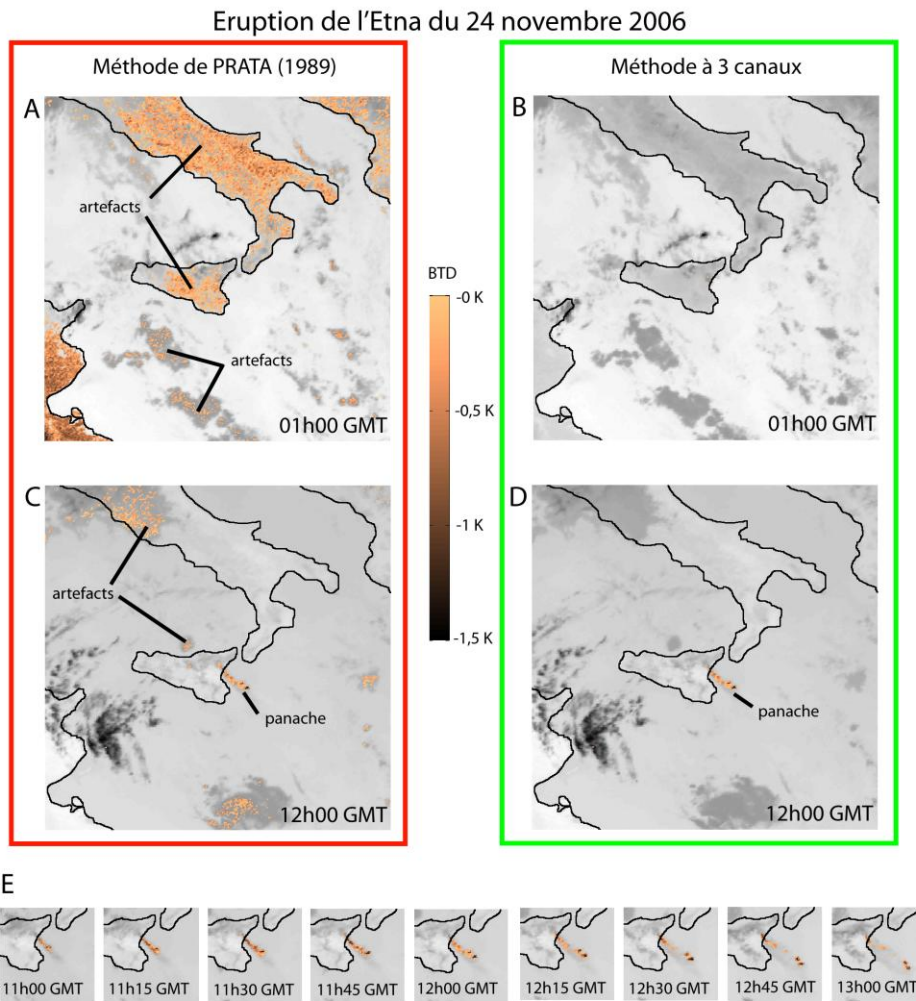 Eruption de l'Etna du 24 novembre 2006
Méthode de PRATA (1989)
A
artefacts
artefacts
01h00 GMT
C
artefacts
panache
12h00 GMT
BTD
-0 K
-0,5 K
-1 K
-1,5 K
Méthode à 3 canaux
B
01h00 GMT
D
panache
12h00 GMT
E
11h00 GMT
11h15 GMT
11h30 GMT
11h45 GMT
12h00 GMT
12h15 GMT
12h30 GMT
12h45 GMT
13h00 GMT